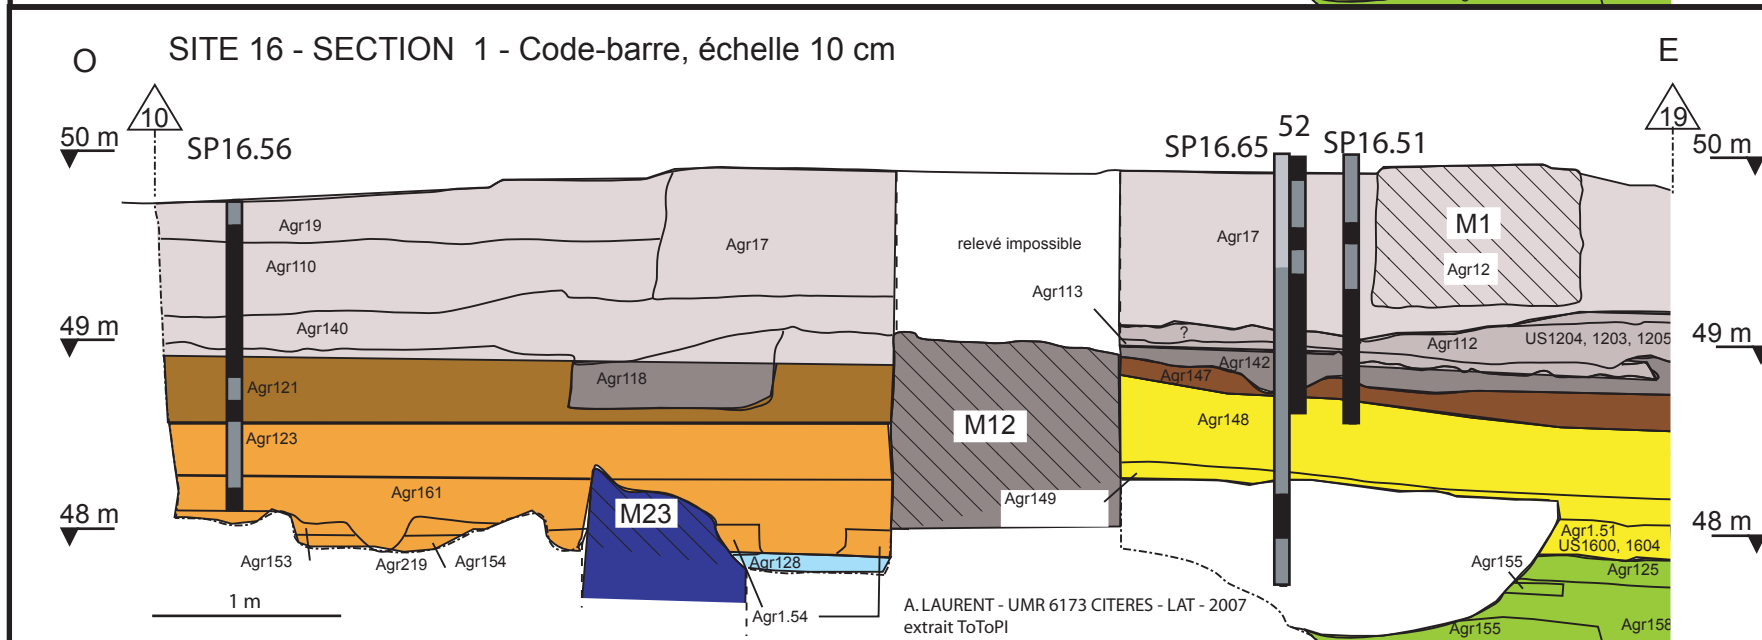 SITE 16 - SECTION 1 - Code-barre, échelle 10 cm
O
E
10
19
50 m
50 m
SP16.56
SP16.65
52
SP16.51
Agr19
Agr17
Agr17
M1
relevé impossible
Agr110
Agr12
Agr113
49 m
49 m
Agr140
?
Agr112
US1204, 1203, 1205
Agr118
Agr142
Agr147
Agr121
Agr148
M12
Agr123
Agr161
Agr149
M23
48 m
48 m
Agr1.51
US1600, 1604
Agr153
Agr219
Agr154
Agr128
Agr155
Agr125
1 m
Agr1.54
A. LAURENT - UMR 6173 CITERES - LAT - 2007
extrait ToToPI
Agr155
Agr158